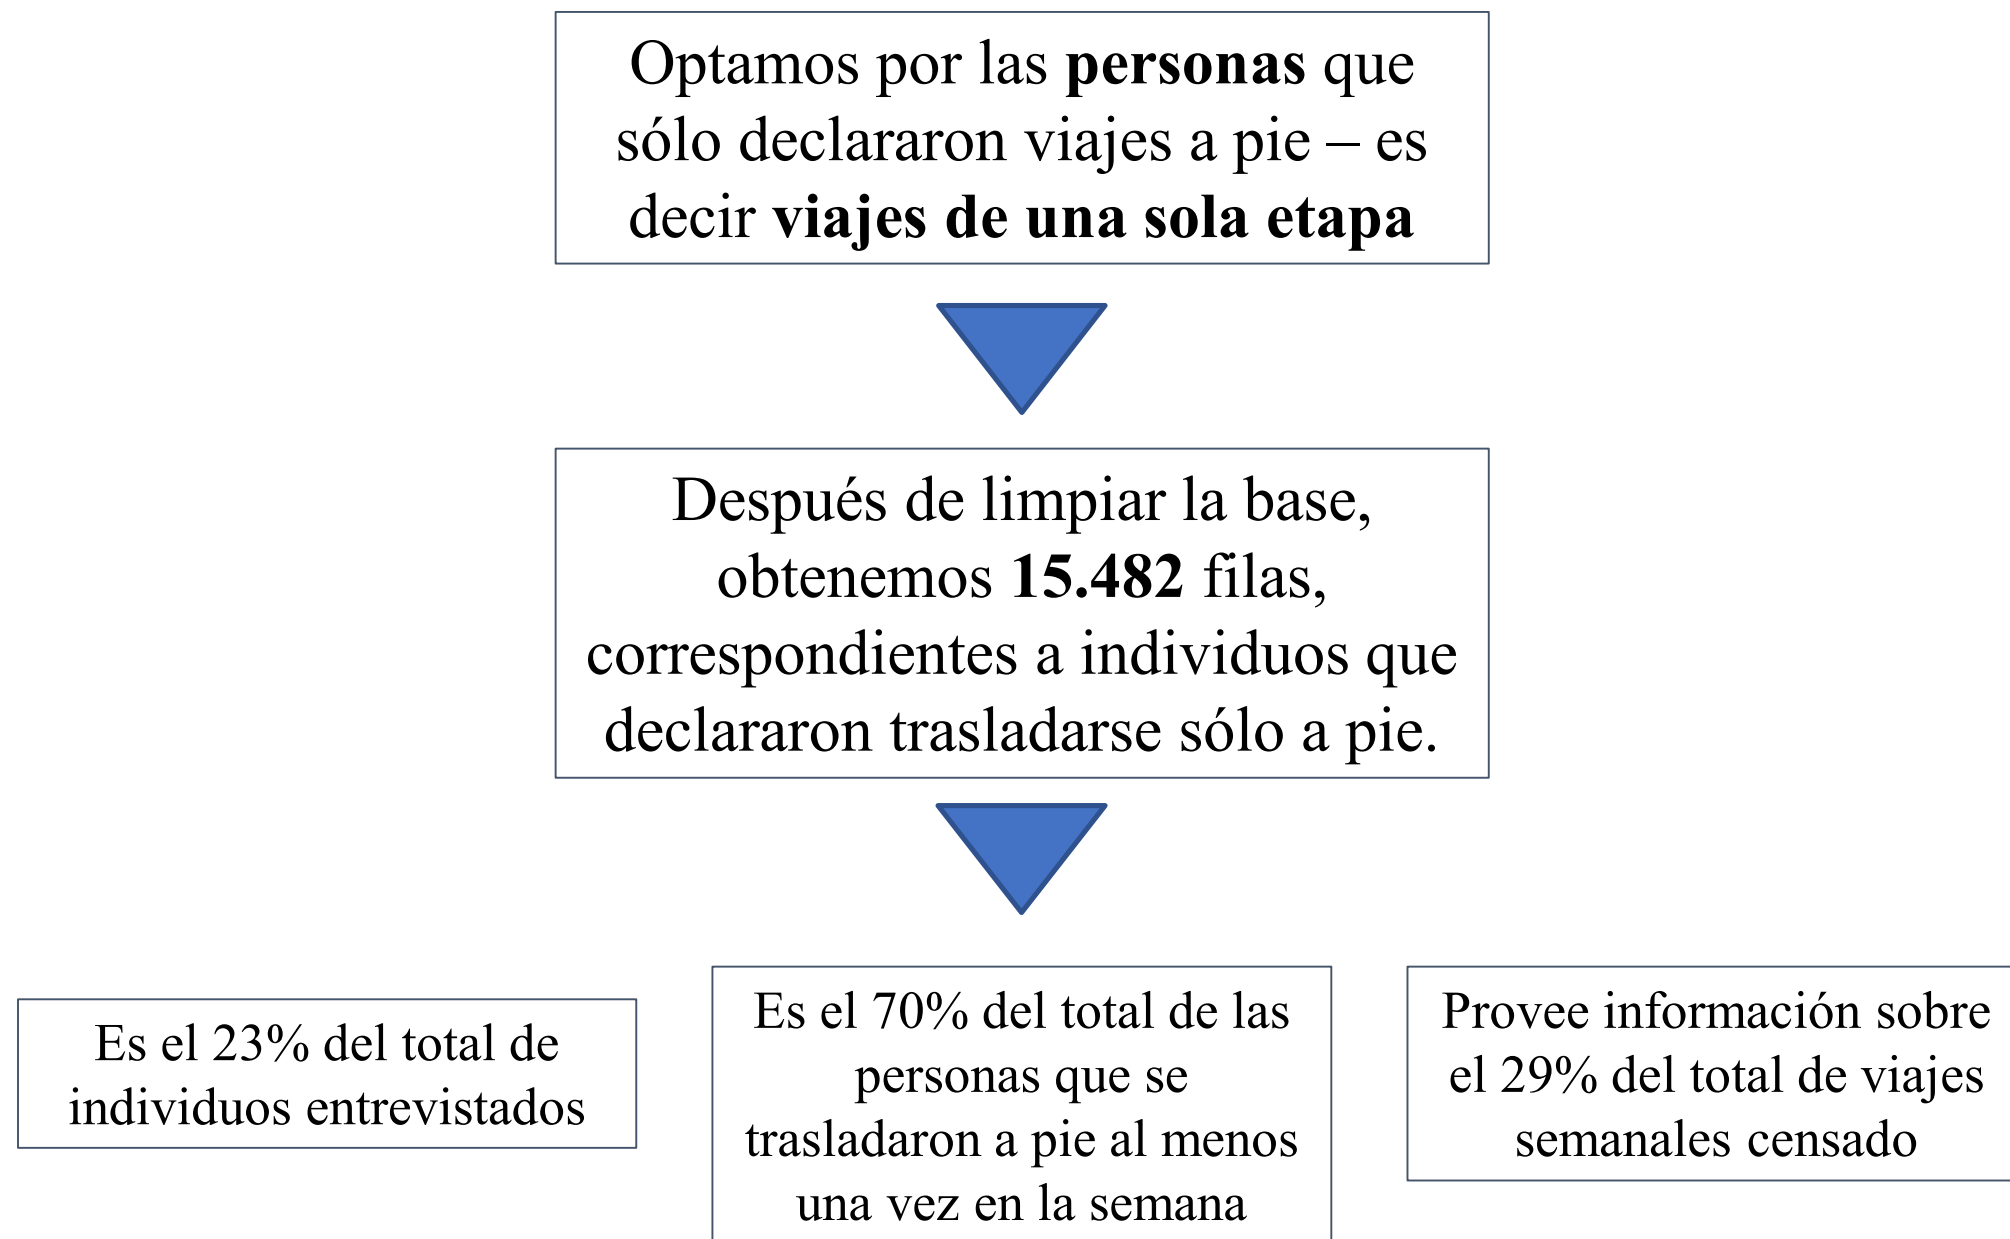 Optamos por las personas que
sólo declararon viajes a pie – es
decir viajes de una sola etapa
Después de limpiar la base,
obtenemos 15.482 filas,
correspondientes a individuos que
declararon trasladarse sólo a pie.
Es el 23% del total de
individuos entrevistados
Es el 70% del total de las
personas que se
trasladaron a pie al menos
una vez en la semana
Provee información sobre
el 29% del total de viajes
semanales censado